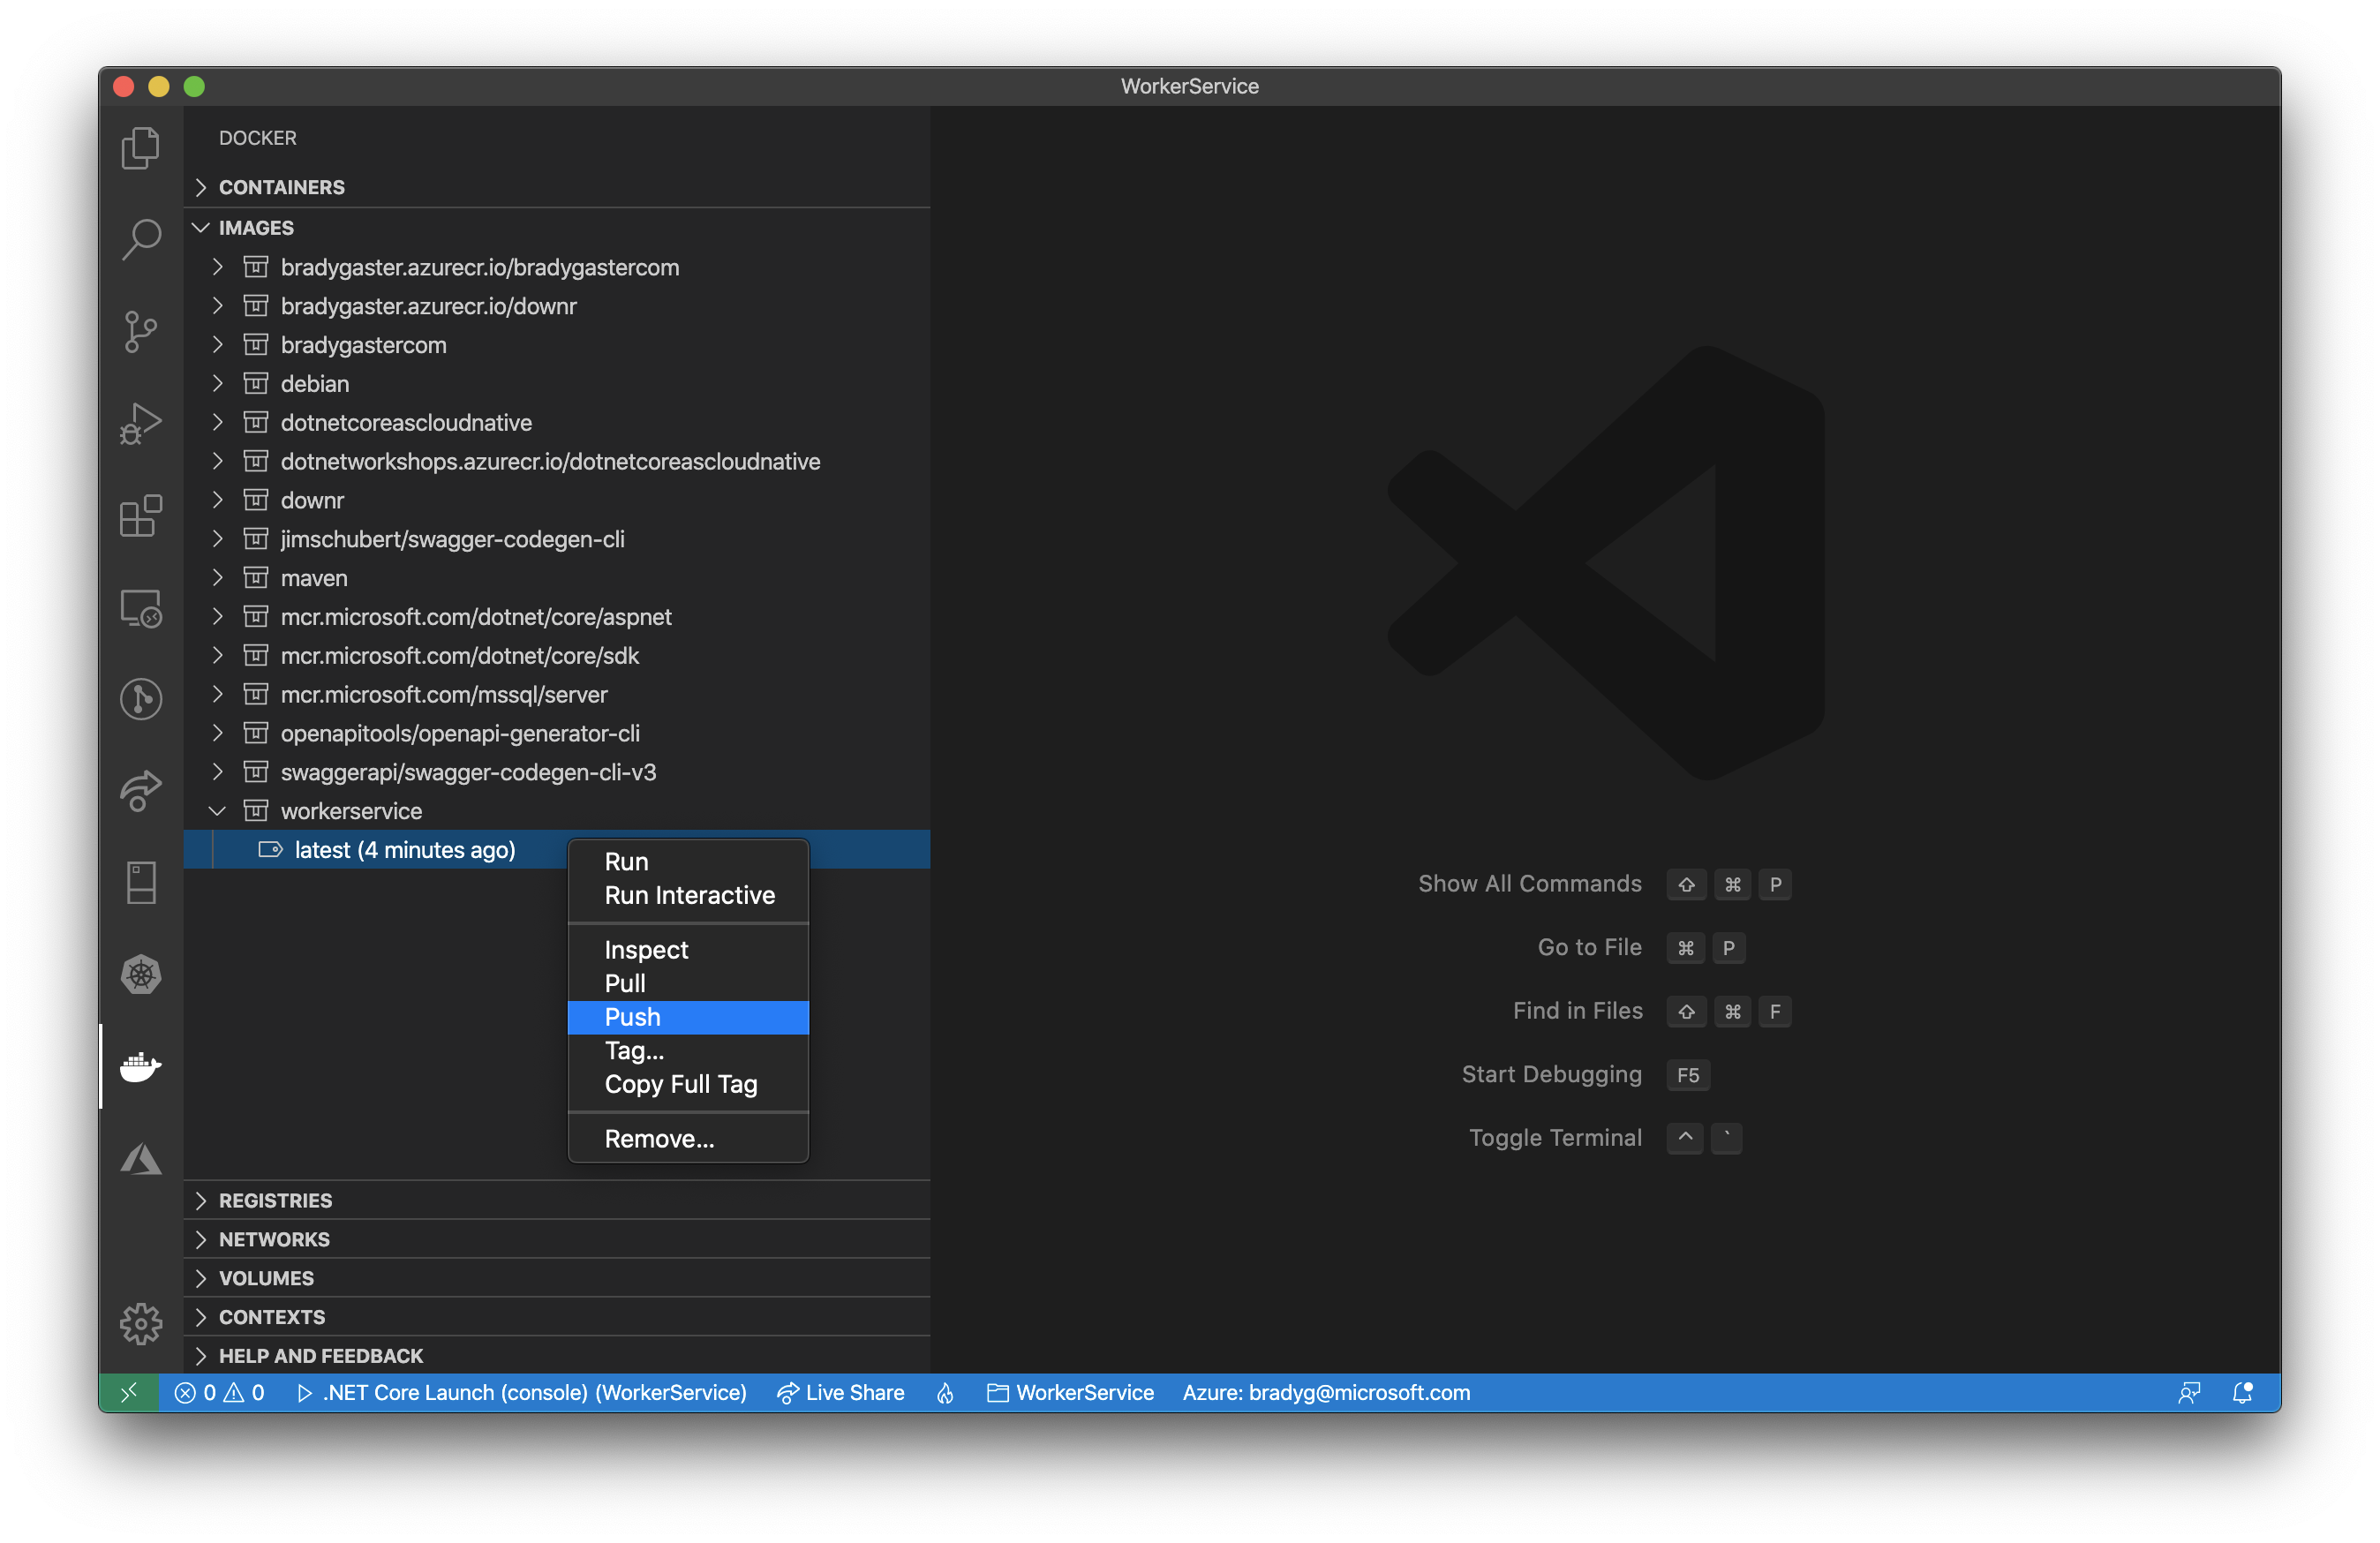 WorkerService
DOCKER
CONTAINERS
IMAGES
bradygaster.azurecr.io/bradygastercom
bradygaster.azurecr.io/downr
bradygastercom
debian
dotnetcoreascloudnative
dotnetworkshops.azurecr.io/dotnetcoreascloudnative
downr
jimschubert/swagger-codegen-cli
maven
mcr.microsoft.com/dotnet/core/aspnet
mcr.microsoft.com/dotnet/core/sdk
mcr.microsoft.com/mssql/server
openapitools/openapi-generator-cli
swaggerapi/swagger-codegen-cli-v3
workerservice
latest (4 minutes ago)
Run
Run Interactive
Inspect
Pull
Push
Tag...
Copy Full Tag
Remove...
REGISTRIES
NETWORKS
VOLUMES
CONTEXTS
HELP AND FEEDBACK
Show All Commands ⇧ ⌘ P
Go to File ⌘ P
Find in Files ⇧ ⌘ F
Start Debugging F5
Toggle Terminal ^ `
0 0 .NET Core Launch (console) (WorkerService) Live Share WorkerService Azure: bradyg@microsoft.com